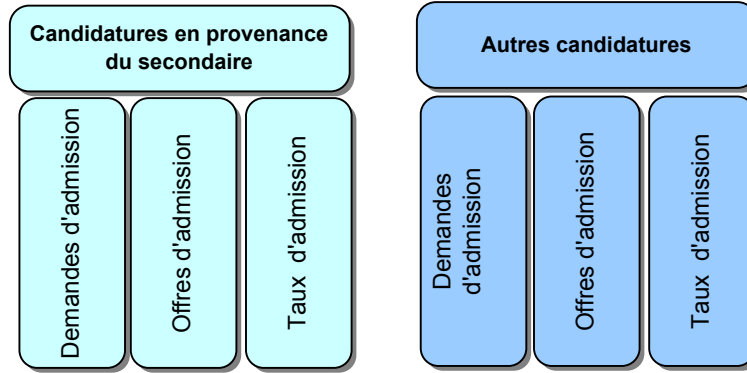 Candidatures en provenance
du secondaire
Demandes d'admission
Offres d'admission
Taux d'admission
Autres candidatures
Demandes
d'admission
Offres d'admission
Taux d'admission